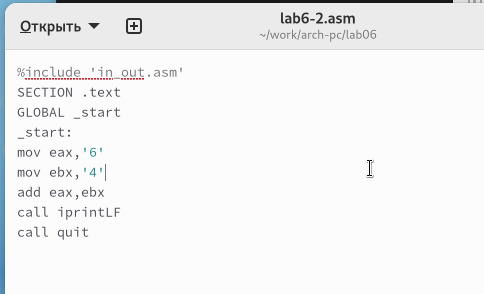 Открыть
lab6-2.asm
~/work/arch-pc/lab06
%include 'in_out.asm'
SECTION .text
GLOBAL _start
_start:
mov eax,'6'
mov ebx,'4'
add eax,ebx
call iprintLF
call quit